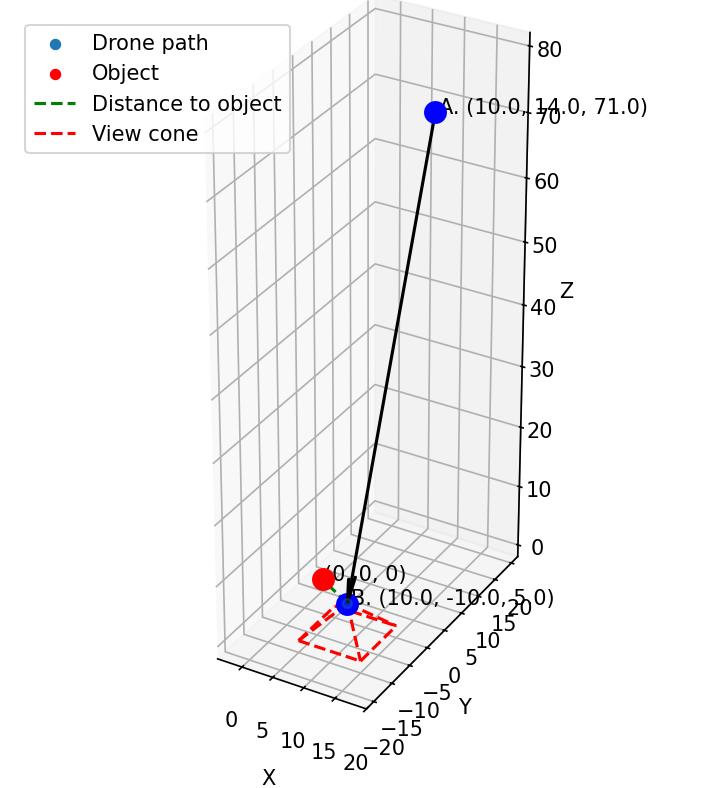 Drone path
Object
Distance to object
View cone
A. (10.0, 14.0, 71.0)
80
70
60
50
40
30
20
10
0
Z
(0, 0, 0)
B. (10.0, -10.0, 5.0)
20
15
10
5
0
−5
−10
−15
−20
Y
0
5
10
15
20
X